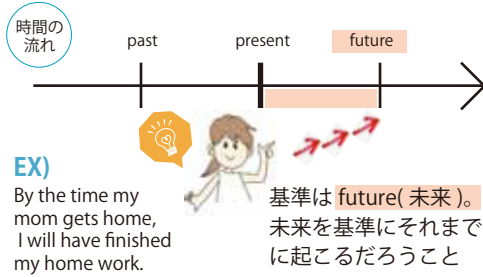 時間の
流れ
past
present
future
EX)
By the time my
mom gets home,
I will have finished
my home work.
基準は future( 未来 )。
未来を基準にそれまで
に起こるだろうこと